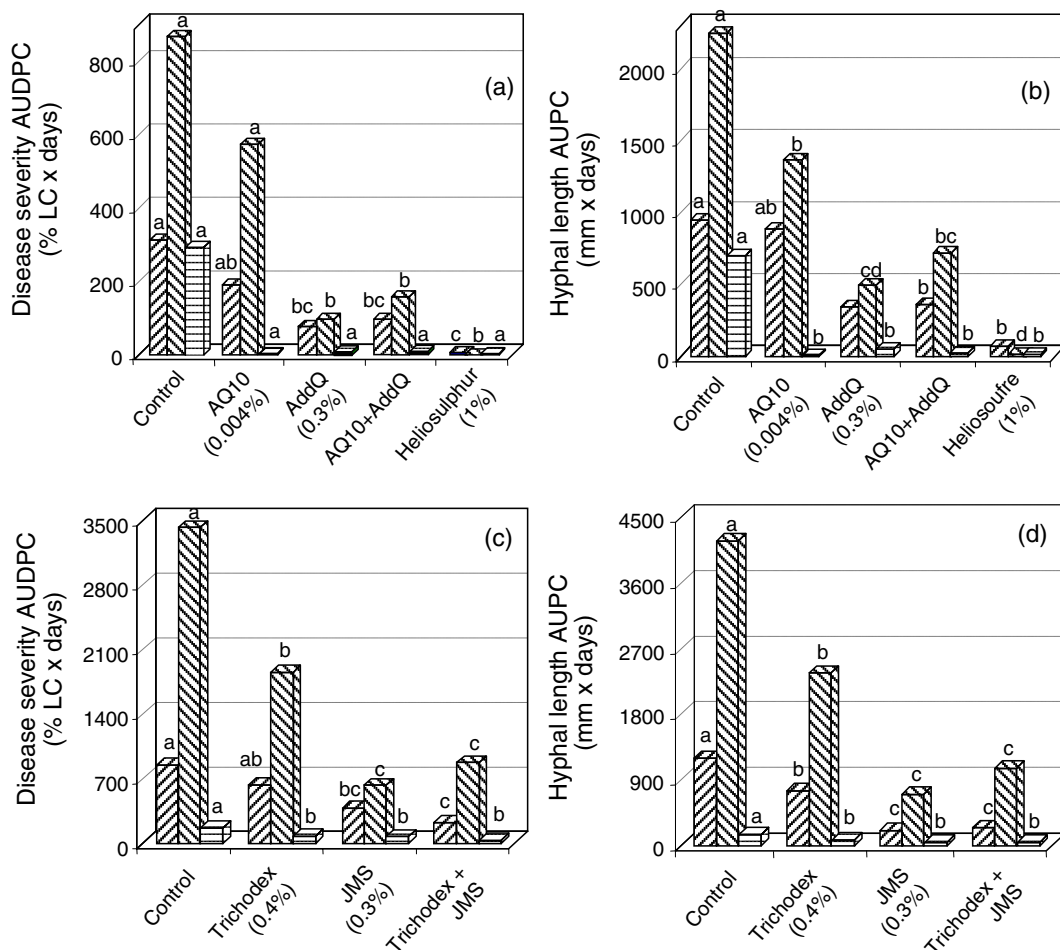 (a)
Disease severity AUDPC
(% LC x days)
800
600
400
200
0
a
a
a
ab
a
a
bc
b
a
bc
b
a
c
b
a
Control
AQ10
(0.004%)
AddQ
(0.3%)
AQ10+AddQ
Heliosulphur
(1%)
(b)
Hyphal length AUPC
(mm x days)
2000
1500
1000
500
0
a
a
a
ab
b
b
cd
b
b
bc
b
b
d
b
Control
AQ10
(0.004%)
AddQ
(0.3%)
AQ10+AddQ
Heliosoufre
(1%)
(c)
Disease severity AUDPC
(% LC x days)
3500
2800
2100
1400
700
0
a
a
a
ab
b
b
bc
c
b
c
c
b
Control
Trichodex
(0.4%)
JMS
(0.3%)
Trichodex +
JMS
(d)
Hyphal length AUPC
(mm x days)
4500
3600
2700
1800
900
0
a
a
a
b
b
b
c
c
b
c
c
b
Control
Trichodex
(0.4%)
JMS
(0.3%)
Trichodex +
JMS